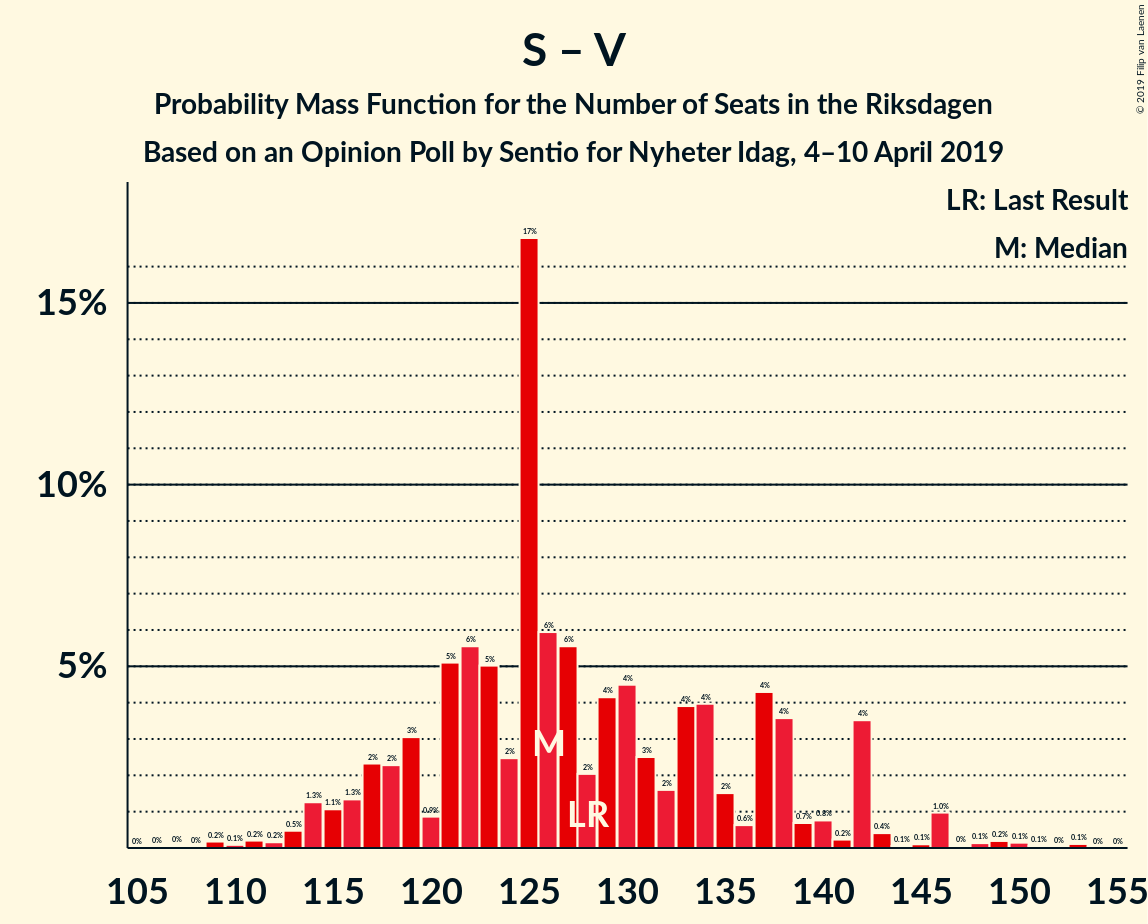 © 2019 Filip van Laenen
S – V
Probability Mass Function for the Number of Seats in the Riksdagen
Based on an Opinion Poll by Sentio for Nyheter Idag, 4–10 April 2019
LR: Last Result
M: Median
15%
10%
5%
0% 0% 0% 0% 0.2% 0.1% 0.2% 0.2% 0.5% 1.3% 1.1% 1.3% 2% 2% 3% 0.9% 5% 6% 5% 2% 17% 6% 6% 2% 4% 4% 3% 2% 4% 4% 2% 0.6% 4% 4% 0.7% 0.8% 0.2% 4% 0.4% 0.1% 0.1% 1.0% 0% 0.1% 0.2% 0.1% 0.1% 0% 0.1% 0% 0%
M
LR
105 110 115 120 125 130 135 140 145 150 155